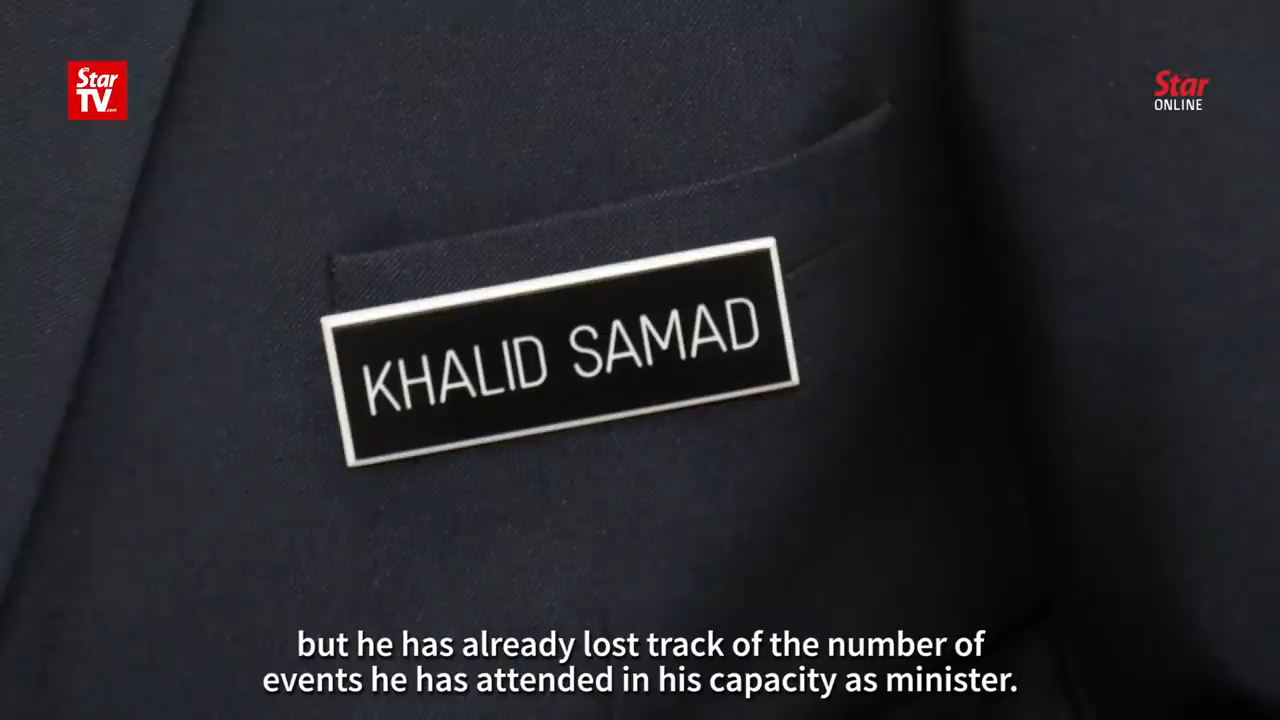 Star
TV.com
Star
ONLINE
KHALID SAMAD
but he has already lost track of the number of
events he has attended in his capacity as minister.